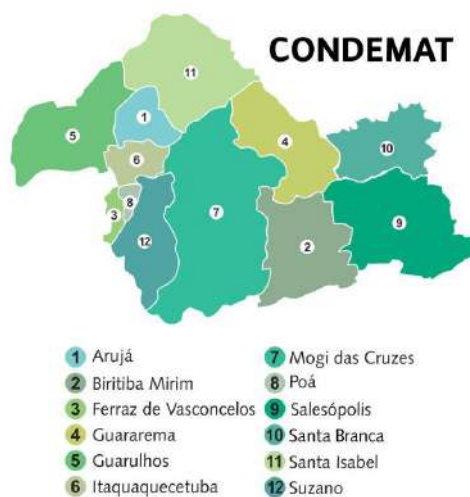 CONDEMAT
11
1
5
4
10
6
8
3
7
9
12
2
1 Arujá
2 Biritiba Mirim
3 Ferraz de Vasconcelos
4 Guararema
5 Guarulhos
6 Itaquaquecetuba
7 Mogi das Cruzes
8 Poá
9 Salesópolis
10 Santa Branca
11 Santa Isabel
12 Suzano